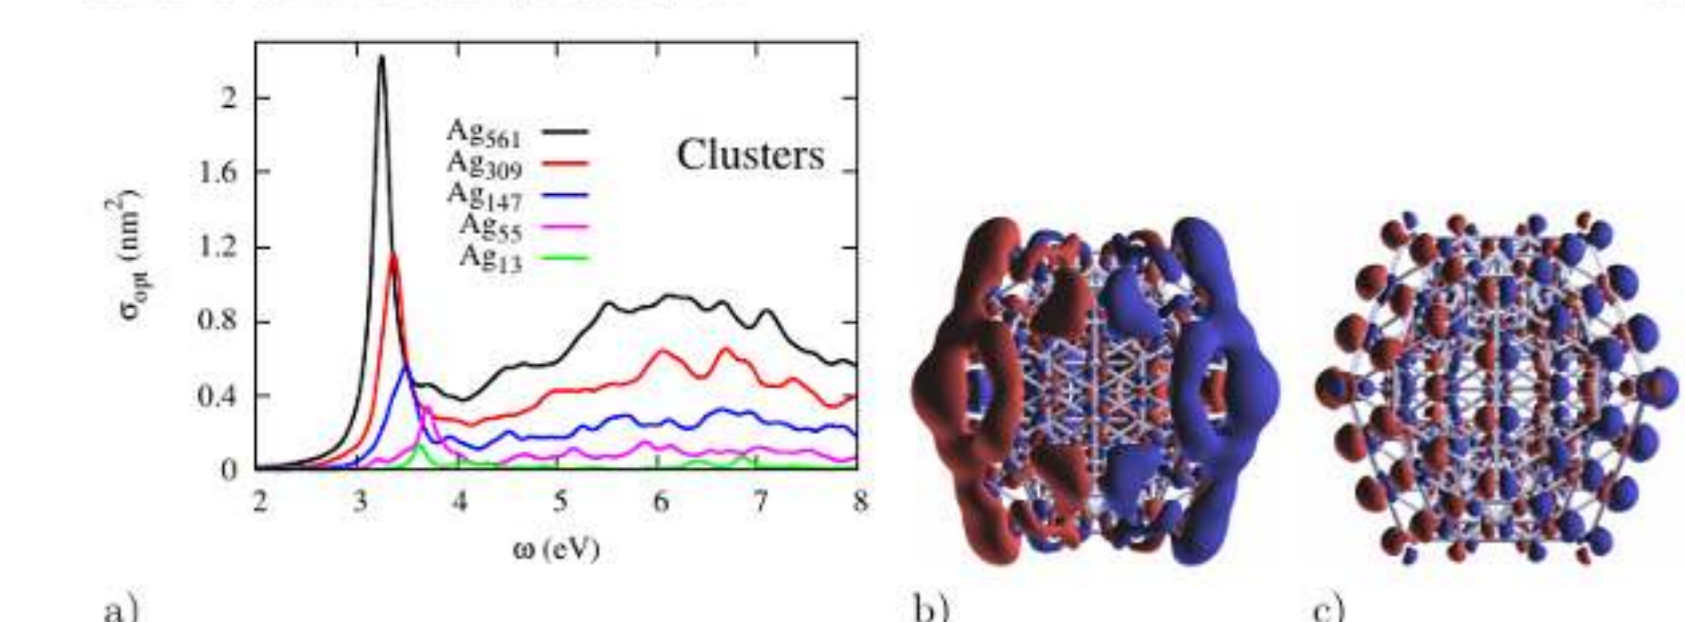 2
1.6
1.2
0.8
0.4
0
σopt (nm²)
Ag561
Ag309
Ag147
Ag55
Ag13
Clusters
2 3 4 5 6 7 8
ω (eV)
a)
b)
c)